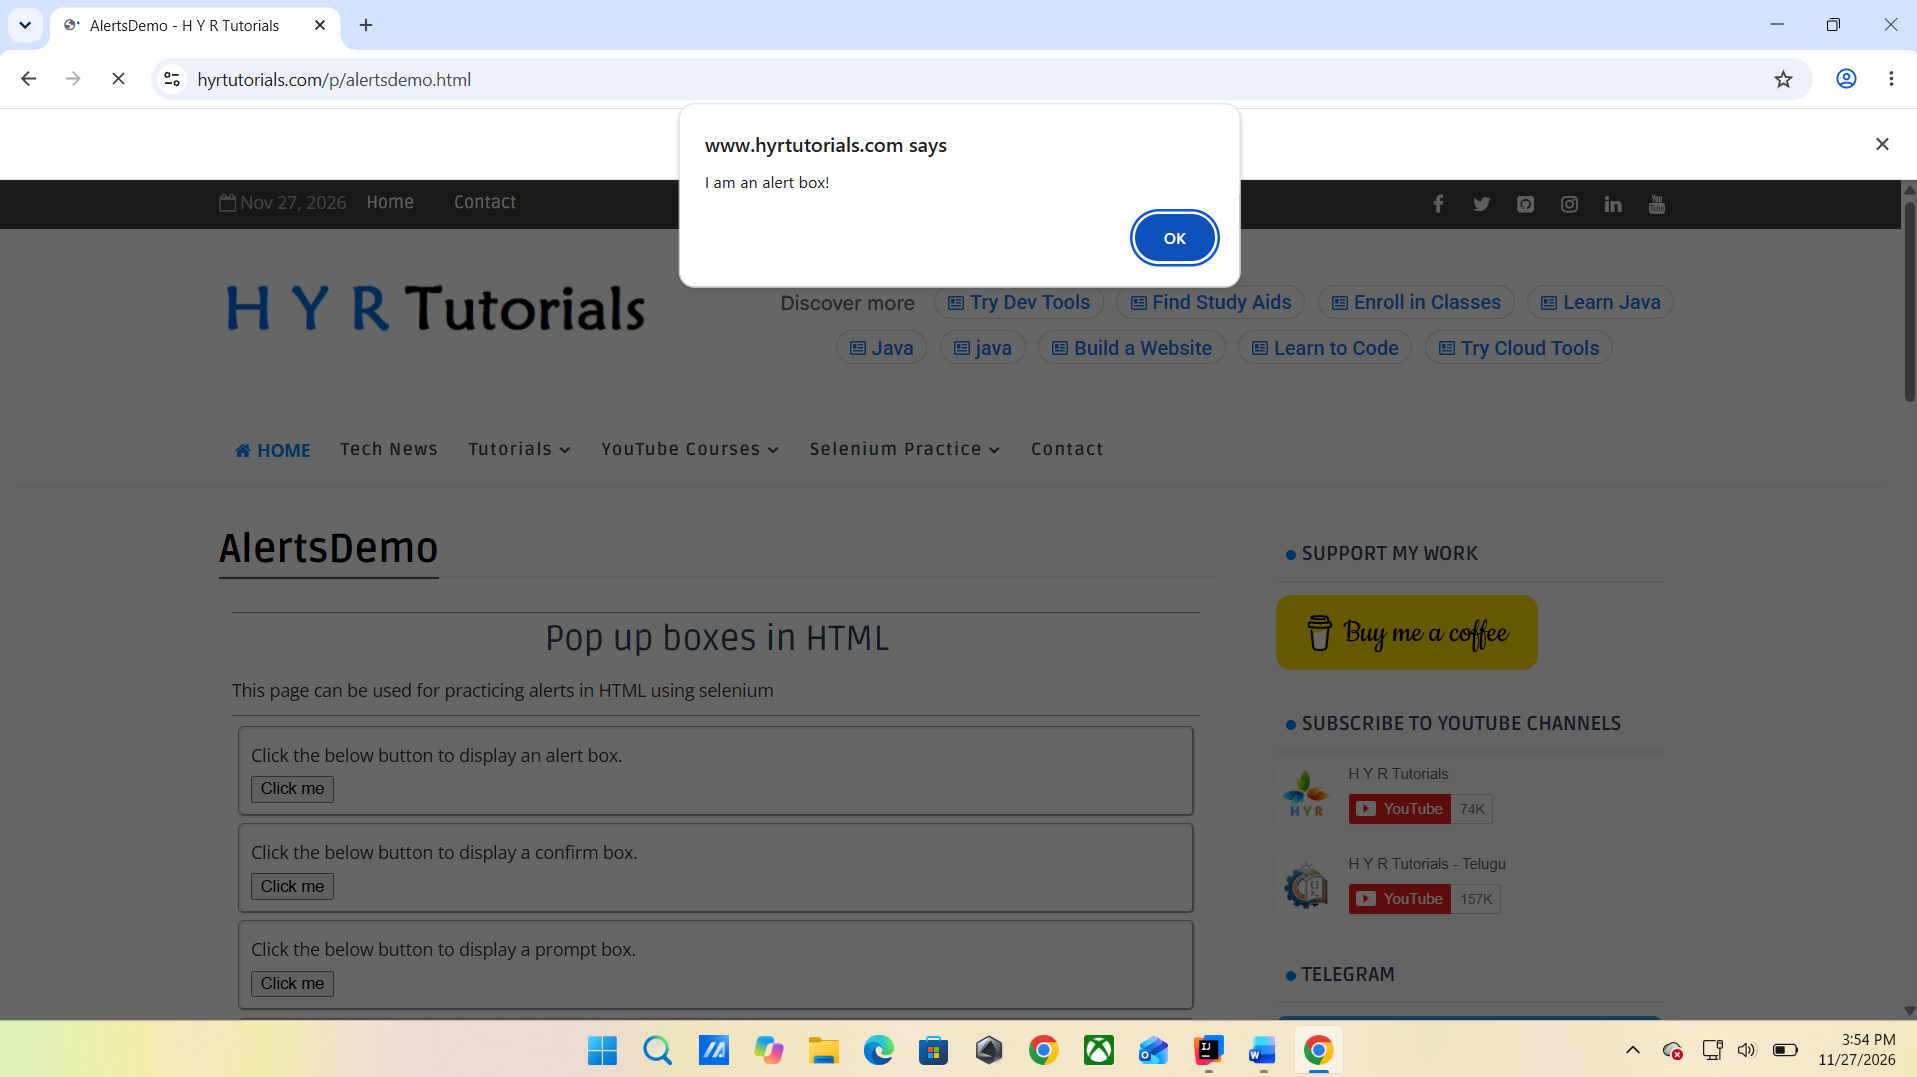 AlertsDemo - H Y R Tutorials
hyrtutorials.com/p/alertsdemo.html
www.hyrtutorials.com says
I am an alert box!
OK
Nov 27, 2026 Home Contact
You Tube
H Y R Tutorials
Discover more Try Dev Tools Find Study Aids Enroll in Classes Learn Java
Java java Build a Website Learn to Code Try Cloud Tools
HOME Tech News Tutorials YouTube Courses Selenium Practice Contact
AlertsDemo
Pop up boxes in HTML
This page can be used for practicing alerts in HTML using selenium
Click the below button to display an alert box.
Click me
Click the below button to display a confirm box.
Click me
Click the below button to display a prompt box.
Click me
SUPPORT MY WORK
Buy me a coffee
SUBSCRIBE TO YOUTUBE CHANNELS
H Y R Tutorials
HYR
YouTube 74K
H Y R Tutorials - Telugu
YouTube 157K
TELEGRAM
3:54 PM
11/27/2026